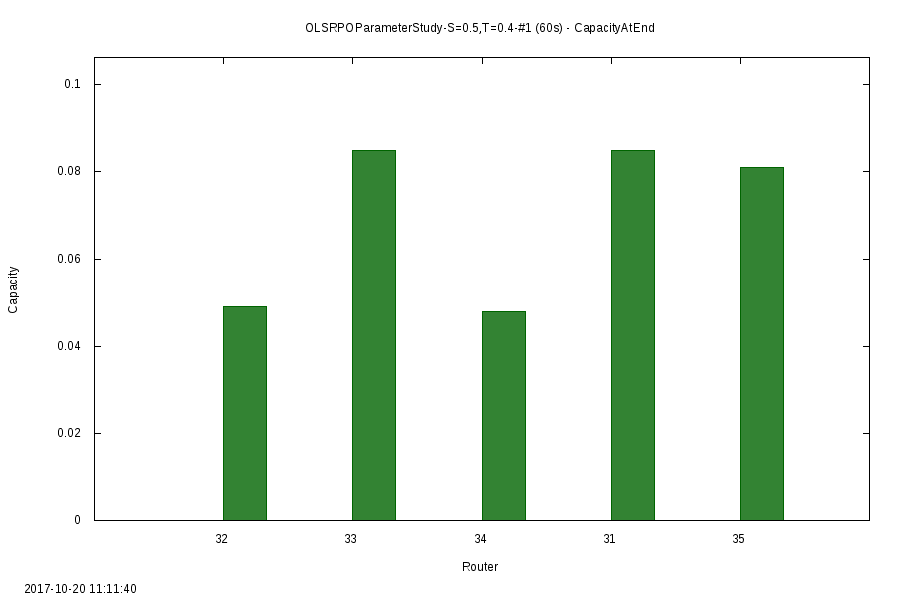 OLSRPOParameterStudy-S=0.5,T=0.4-#1 (60s) - CapacityAtEnd
0.1
0.08
0.06
0.04
0.02
0
Capacity
32 33 34 31 35
Router
2017-10-20 11:11:40